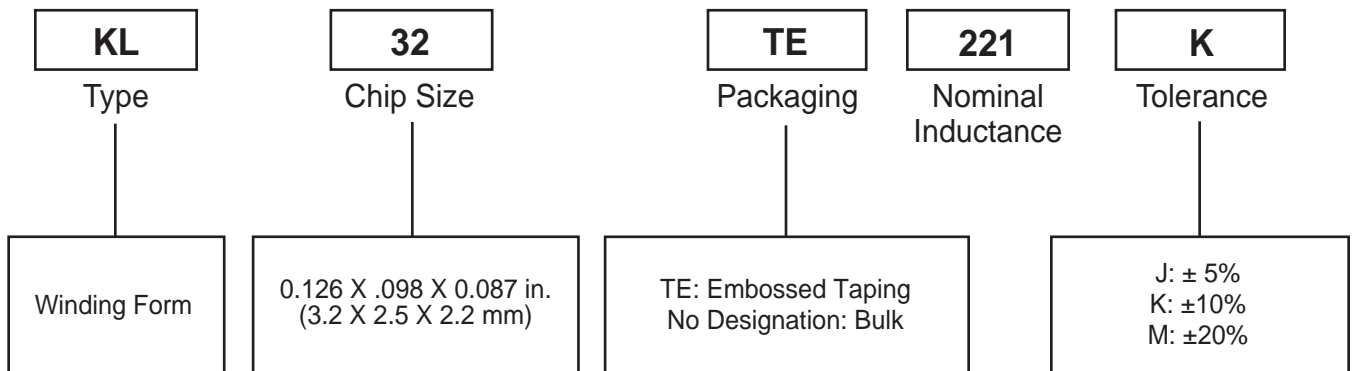 KL 32 TE 221 K
Type Chip Size Packaging Nominal Inductance Tolerance
Winding Form
0.126 X .098 X 0.087 in.
(3.2 X 2.5 X 2.2 mm)
TE: Embossed Taping
No Designation: Bulk
J: ± 5%
K: ±10%
M: ±20%